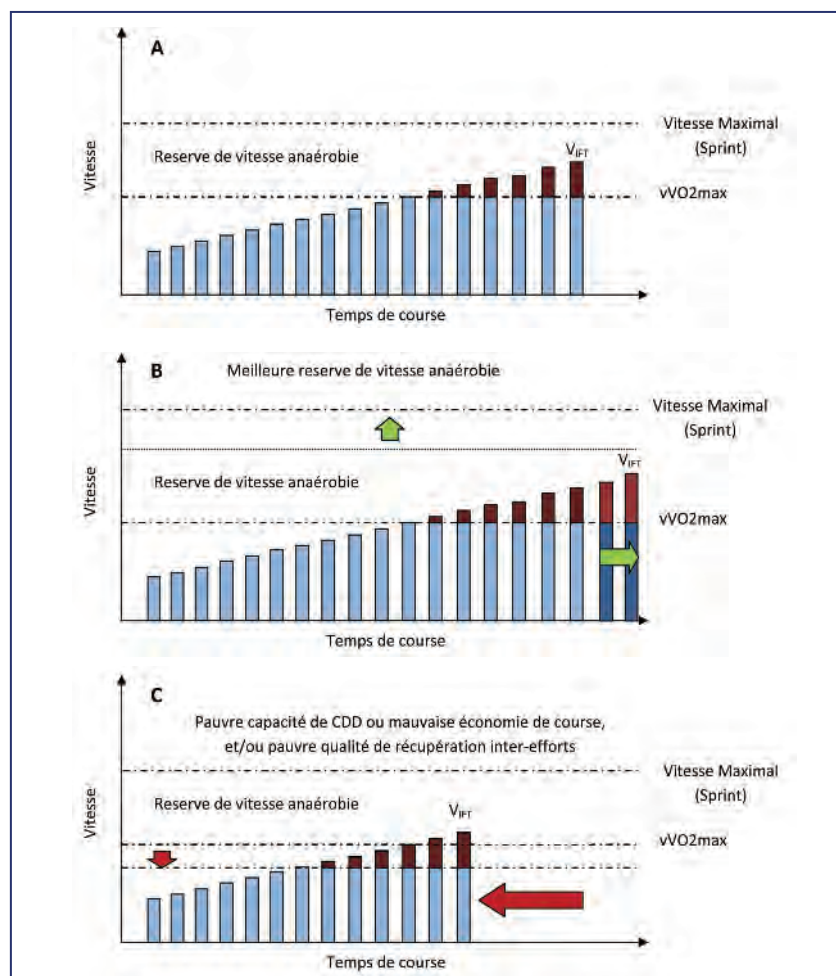 A
Vitesse Maximal
(Sprint)
Reserve de vitesse anaérobie
VIFT
vVO2max
Vitesse
Temps de course
B
Meilleure reserve de vitesse anaérobie
Vitesse Maximal
(Sprint)
Reserve de vitesse anaérobie
VIFT
vVO2max
Vitesse
Temps de course
C
Pauvre capacité de CDD ou mauvaise économie de course,
et/ou pauvre qualité de récupération inter-efforts
Vitesse Maximal
(Sprint)
Reserve de vitesse anaérobie
VIFT
vVO2max
Vitesse
Temps de course